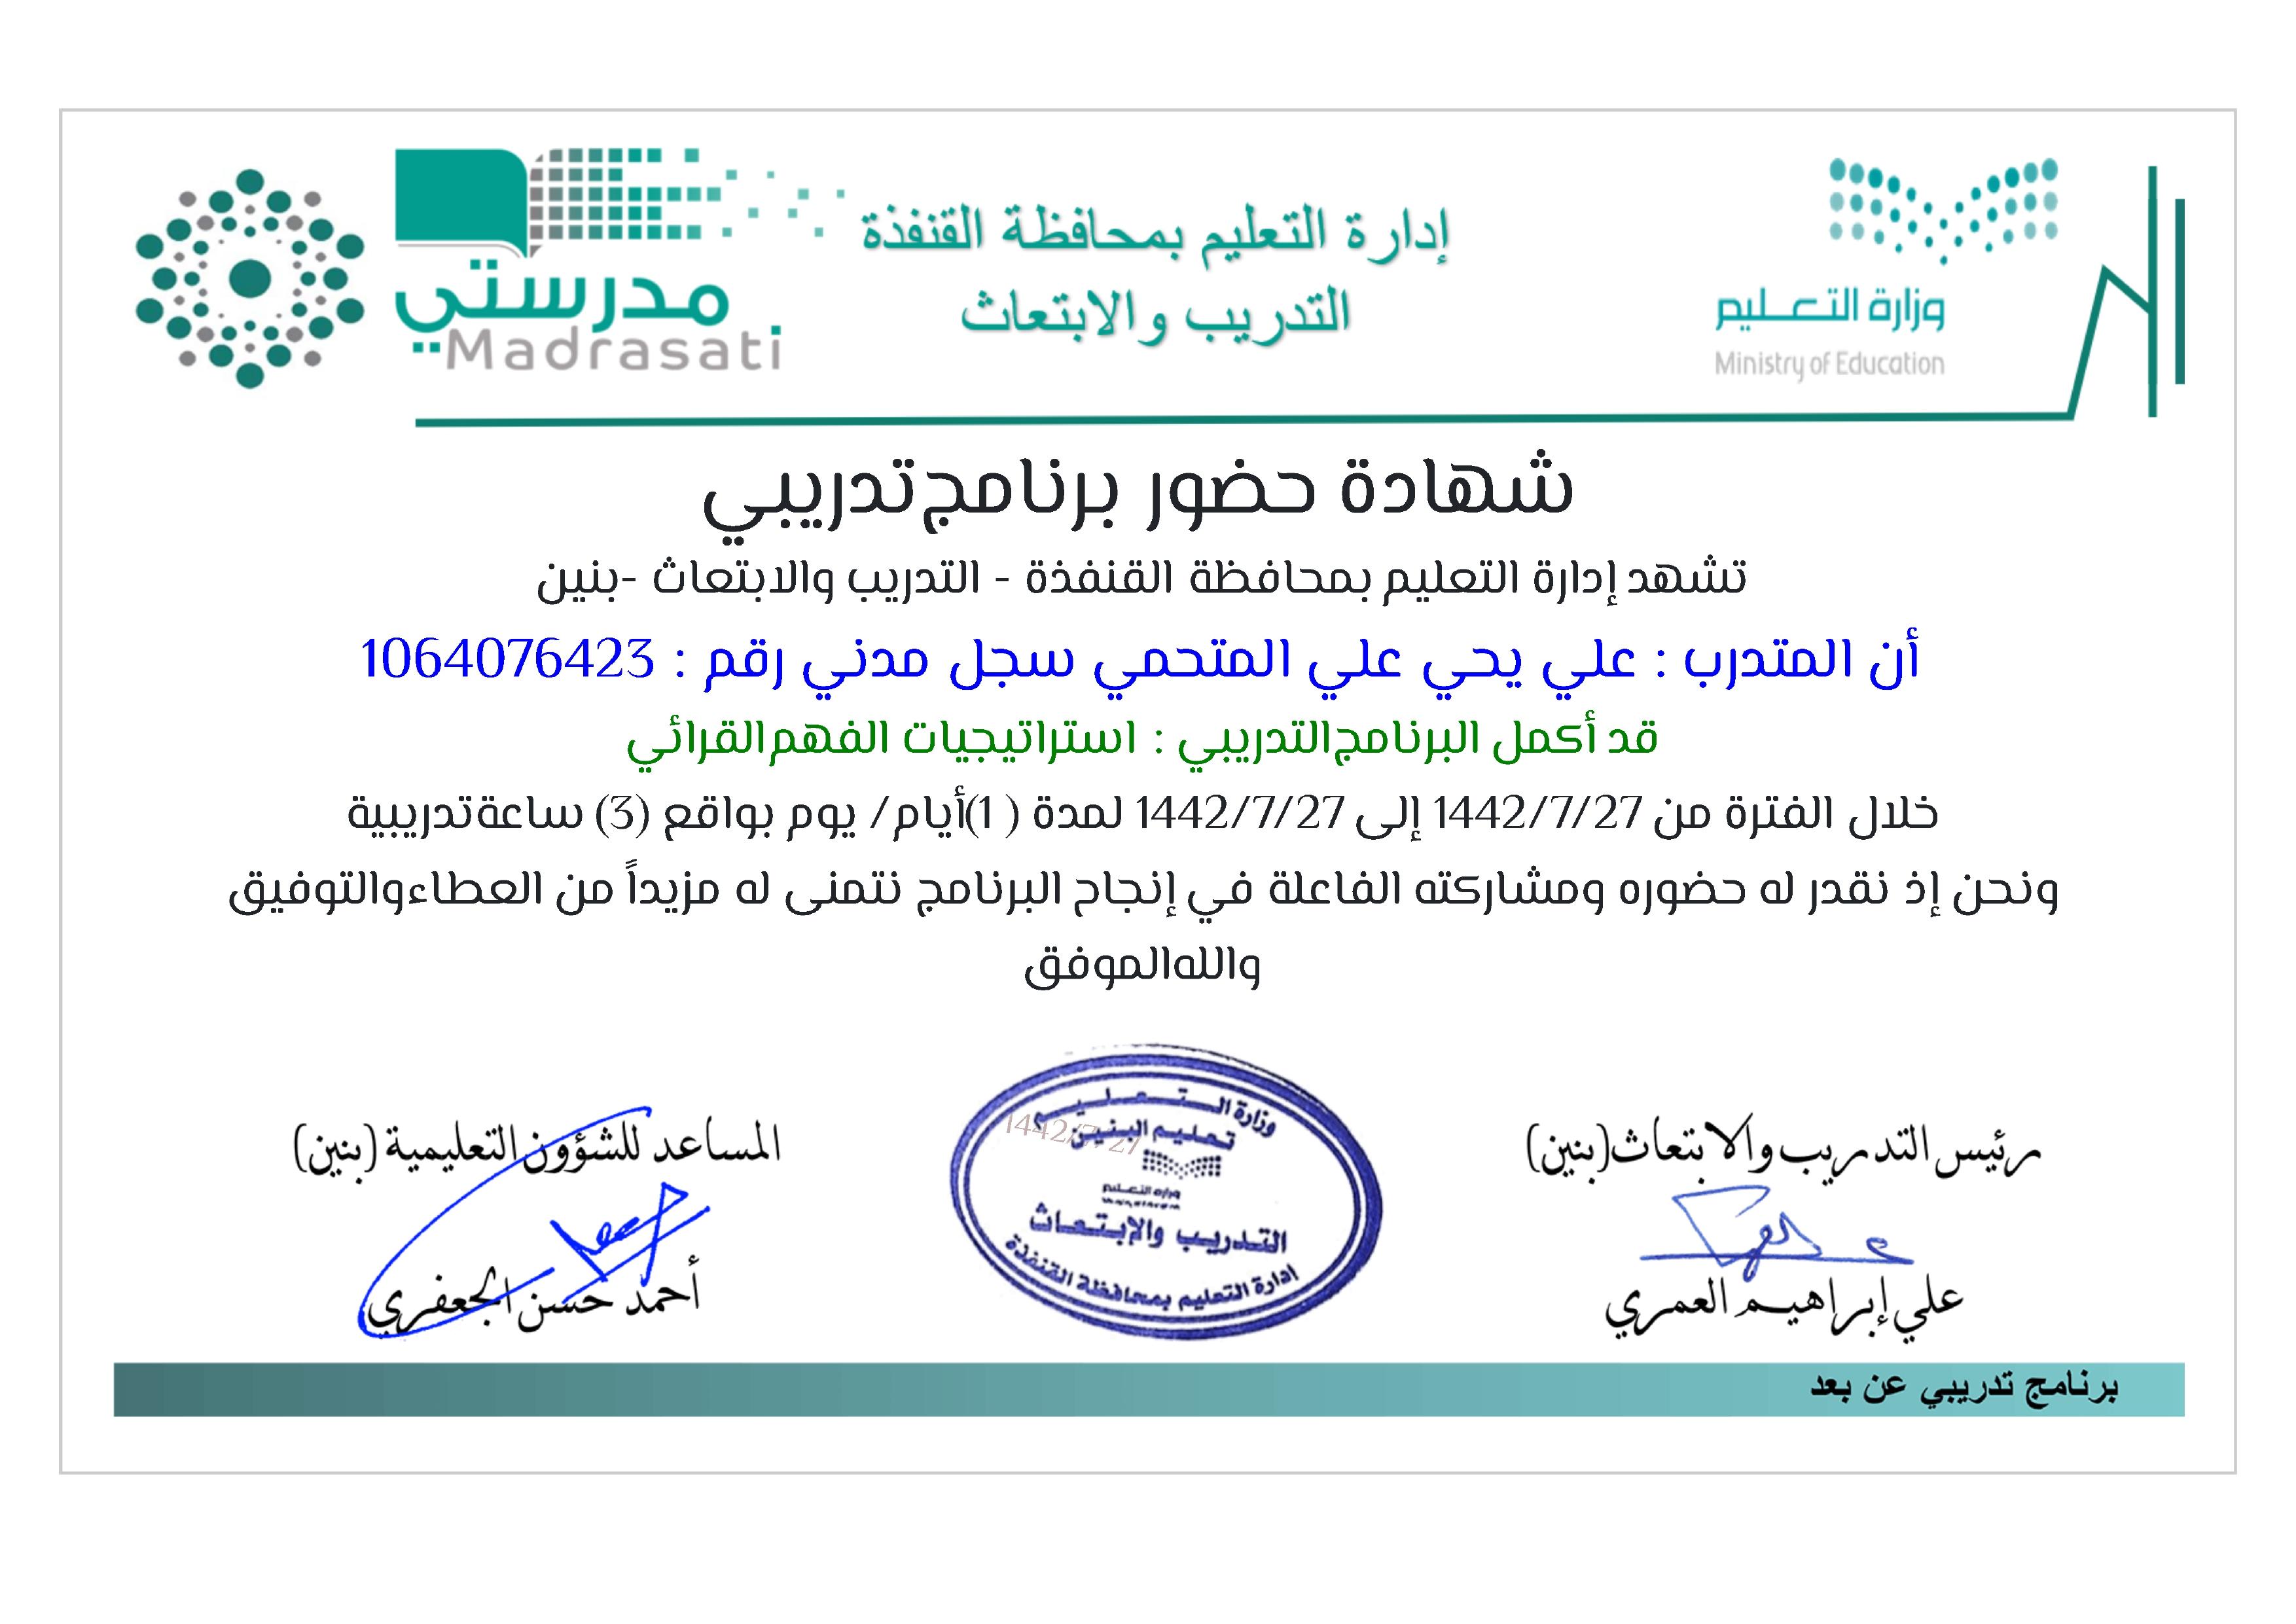 مدرستي
Madrasati
إدارة التعليم بمحافظة القنفذة
التدريب والابتعاث
وزارة التعليم
Ministry of Education
شهادة حضور برنامج تدريبي
تشهد إدارة التعليم بمحافظة القنفذة - التدريب والابتعاث -بنين
أن المتدرب : علي يحي علي المتحمي سجل مدني رقم : 1064076423
قد أكمل البرنامج التدريبي : استراتيجيات الفهم القرائي
خلال الفترة من 1442/7/27 إلى 1442/7/27 لمدة ( 1)أيام/ يوم بواقع (3) ساعة تدريبية
ونحن إذ نقدر له حضوره ومشاركته الفاعلة في إنجاح البرنامج نتمنى له مزيداً من العطاء والتوفيق
والله الموفق
رئيس التدريب والابتعاث(بنين)
علي إبراهيم العمري
وزارة التعليم
تعليم البنين
1442/7/27
وزارة التعليم
التدريب والإبتعاث
إدارة التعليم بمحافظة القنفذة
المساعد للشؤون التعليمية (بنين)
أحمد حسن الجعفري
برنامج تدريبي عن بعد